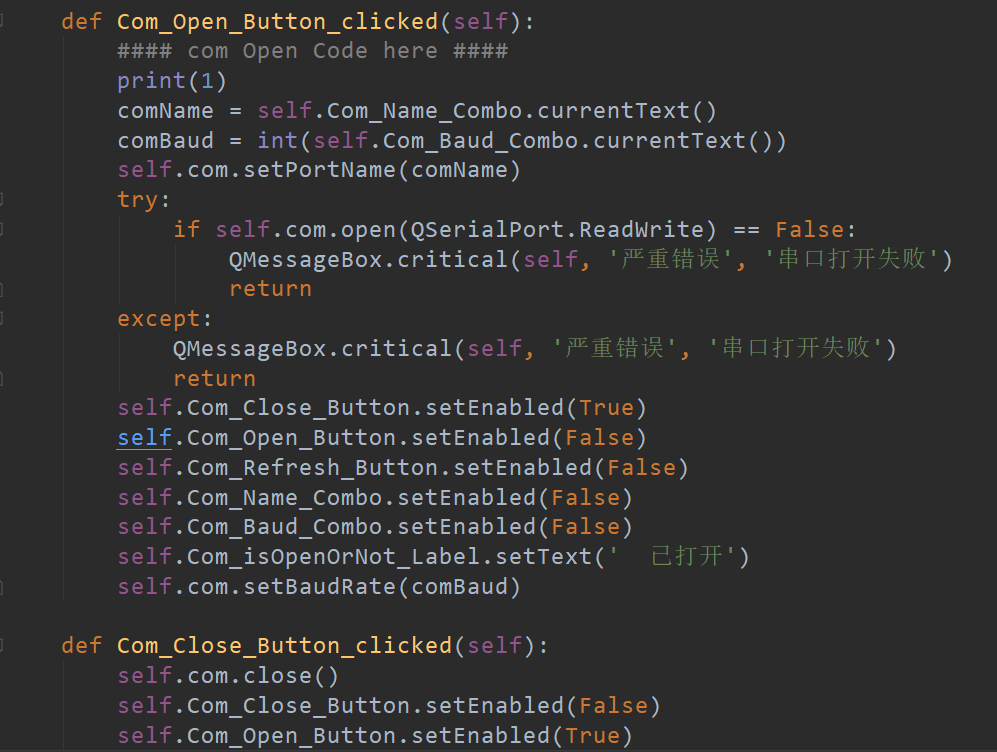 def Com_Open_Button_clicked(self):
#### com Open Code here ####
print(1)
comName = self.Com_Name_Combo.currentText()
comBaud = int(self.Com_Baud_Combo.currentText())
self.com.setPortName(comName)
try:
if self.com.open(QSerialPort.ReadWrite) == False:
QMessageBox.critical(self, '严重错误', '串口打开失败')
return
except:
QMessageBox.critical(self, '严重错误', '串口打开失败')
return
self.Com_Close_Button.setEnabled(True)
self.Com_Open_Button.setEnabled(False)
self.Com_Refresh_Button.setEnabled(False)
self.Com_Name_Combo.setEnabled(False)
self.Com_Baud_Combo.setEnabled(False)
self.Com_isOpenOrNot_Label.setText('  已打开')
self.com.setBaudRate(comBaud)
def Com_Close_Button_clicked(self):
self.com.close()
self.Com_Close_Button.setEnabled(False)
self.Com_Open_Button.setEnabled(True)